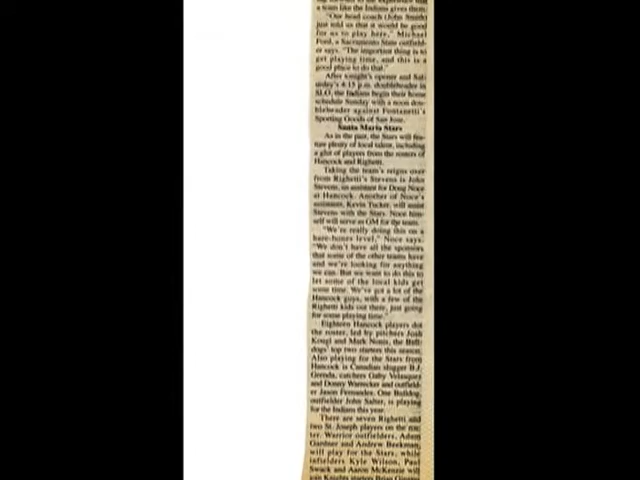 a team like the Indians gives them.
"Our head coach (John Smith)
just told us that it would be good
for us to play here," Michael
Ford, a Sacramento State outfield-
er says. "The important thing is to
get playing time, and this is a
good place to do that."
After tonight's opener and Sat-
urday's 4:15 p.m. doubleheader in
SLO, the Indians begin their home
schedule Sunday with a noon dou-
bleheader against Fontanetti's
Sporting Goods of San Jose.
Santa Maria Stars
As in the past, the Stars will fea-
ture plenty of local talent, including
a glut of players from the rosters of
Hancock and Righetti.
Taking the team's reigns over
from Righetti's Stevens is John
Stevens, an assistant for Doug Noce
at Hancock. Another of Noce's
assistants, Kevin Tucker, will assist
Stevens with the Stars. Noce him-
self will serve as GM for the team.
"We're really doing this on a
bare-bones level," Noce says.
"We don't have all the sponsors
that some of the other teams have
and we're looking for anything
we can. But we want to do this to
let some of the local kids get
some time. We've got a lot of the
Hancock guys, with a few of the
Righetti kids out there, just going
for some playing time."
Eighteen Hancock players dot
the roster, led by pitchers Josh
and Mark Nonis, the Bull-
dogs' top two starters this season.
Also playing for the Stars from
Hancock is Canadian slugger B.J.
catchers Gaby Velasquez
and Donny Warnecker and outfield-
er Jason Fernandes. One Bulldog,
outfielder John Salter, is playing
for the Indians this year.
There are seven Righetti and
two St. Joseph players on the ros-
ter. Warrior outfielders, Adam
Gardner and Andrew Beekman,
will play for the Stars, while
infielders Kyle Wilson, Paul
Swack and Aaron McKenzie will
join Knights starters Brian